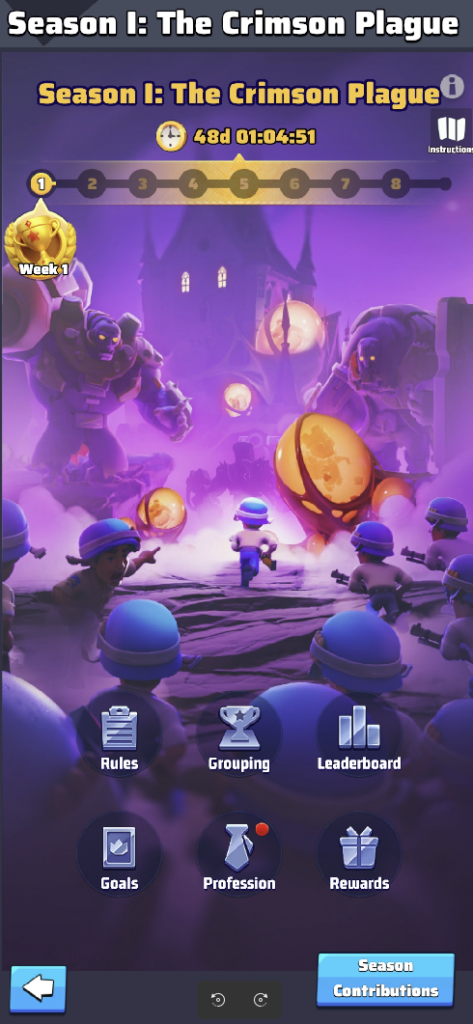 Season I: The Crimson Plague
Season I: The Crimson Plague
48d 01:04:51
Instructions
1 2 3 4 5 6 7 8
Week 1
Rules Grouping Leaderboard
Goals Profession Rewards
Season
Contributions